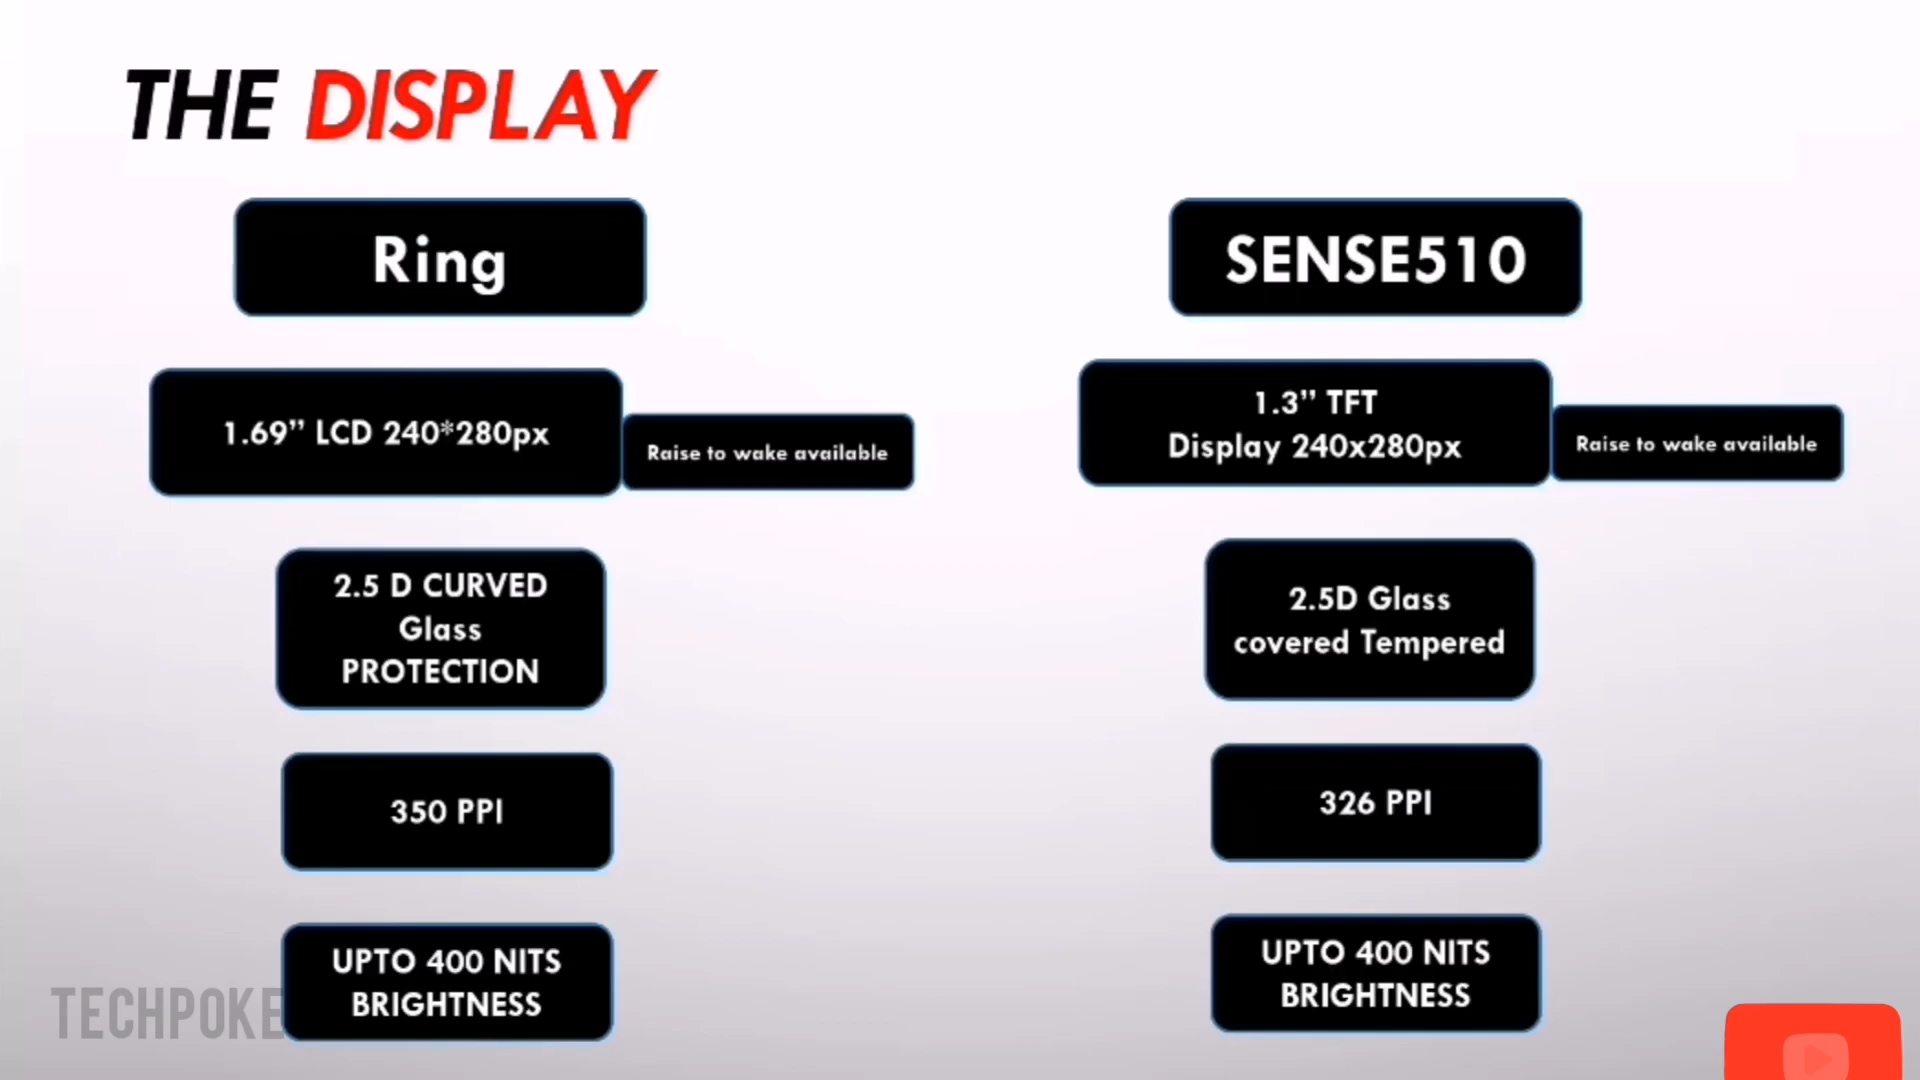 THE DISPLAY
Ring
1.69” LCD 240*280px
Raise to wake available
2.5 D CURVED
Glass
PROTECTION
350 PPI
UPTO 400 NITS
BRIGHTNESS
SENSE510
1.3” TFT
Display 240x280px
Raise to wake available
2.5D Glass
covered Tempered
326 PPI
UPTO 400 NITS
BRIGHTNESS
TECHPOKE